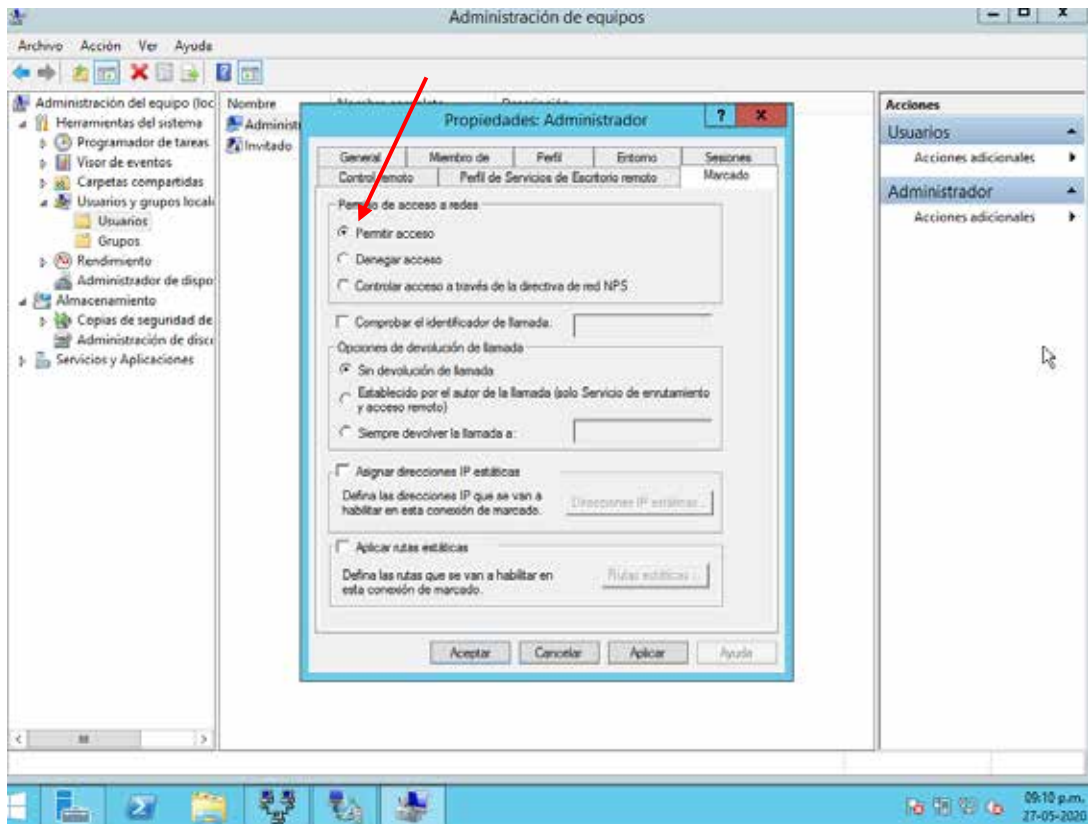 Administración de equipos
Archivo Acción Ver Ayuda
Administración del equipo (loc
Herramientas del sistema
Programador de tareas
Visor de eventos
Carpetas compartidas
Usuarios y grupos locale
Usuarios
Grupos
Rendimiento
Administrador de dispo
Almacenamiento
Copias de seguridad de
Administración de discu
Servicios y Aplicaciones
Nombre
Administ
Invitado
Propiedades: Administrador
General Miembro de Perfil Entorno Sesiones
Control remoto Perfil de Servicios de Escritorio remoto Marcado
Permiso de acceso a redes
Permitir acceso
Denegar acceso
Controlar acceso a través de la directiva de red NPS
Comprobar el identificador de llamada:
Opciones de devolución de llamada
Sin devolución de llamada
Establecido por el autor de la llamada (solo Servicio de enrutamiento
y acceso remoto)
Siempre devolver la llamada a:
Asignar direcciones IP estáticas
Defina las direcciones IP que se van a
habilitar en esta conexión de marcado.
Direcciones IP estáticas...
Aplicar rutas estáticas
Defina las rutas que se van a habilitar en
esta conexión de marcado.
Rutas estáticas...
Aceptar Cancelar Aplicar Ayuda
Acciones
Usuarios
Acciones adicionales
Administrador
Acciones adicionales
09:10 p.m.
27-05-2020